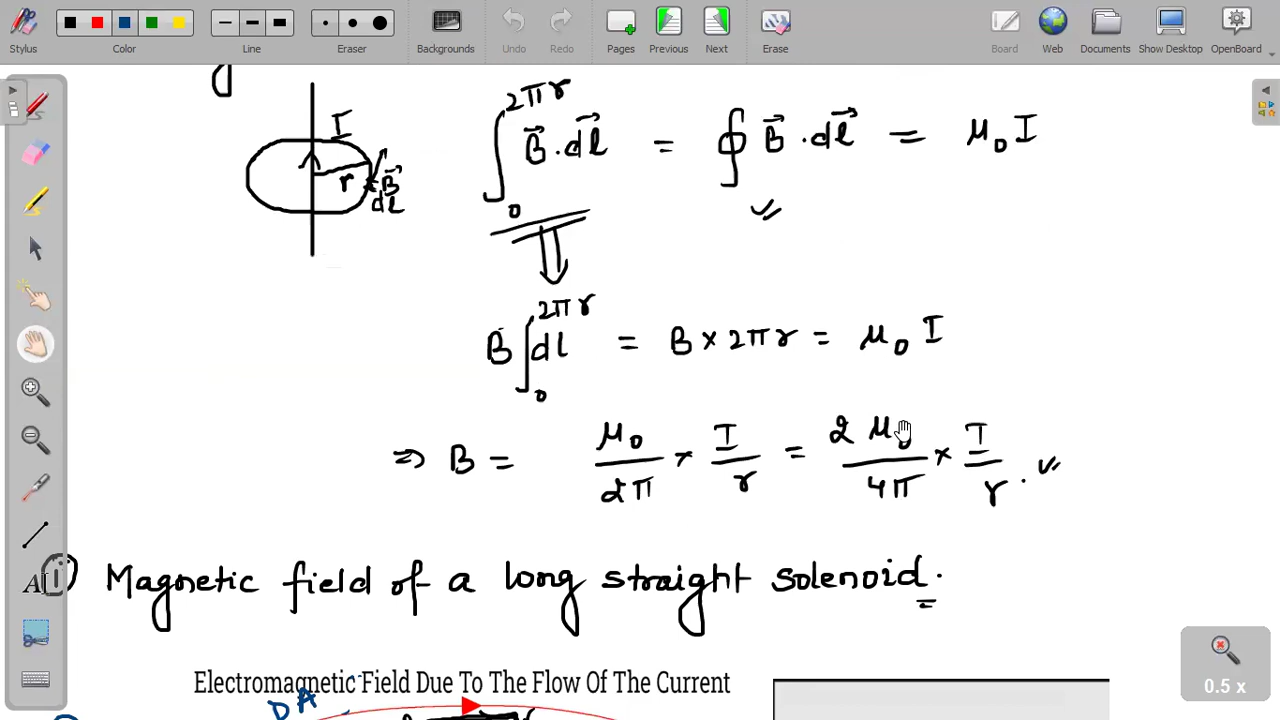 Stylus Color Line Eraser Backgrounds Undo Redo Pages Previous Next Erase Board Web Documents Show Desktop OpenBoard
I
r
B⃗
dl
∫₀^2πr B⃗ · dl⃗ = ∮ B⃗ · dl⃗ = μ₀ I
B ∫₀^2πr dl = B × 2πr = μ₀ I
⇒ B = μ₀/2π × I/r = 2μ₀/4π × I/r .
Magnetic field of a long straight solenoid.
Electromagnetic Field Due To The Flow Of The Current
DA
0.5 x